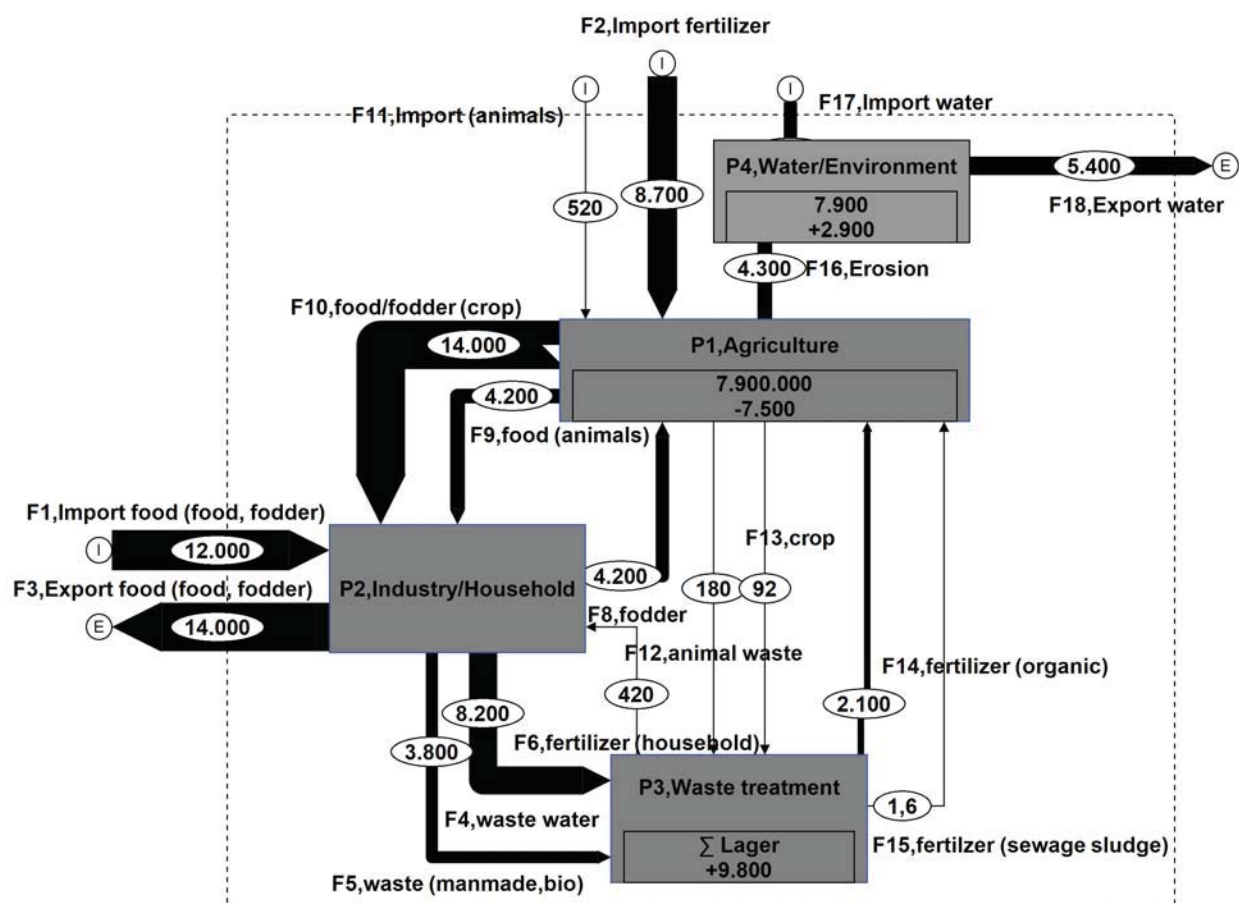 F2,Import fertilizer
I
I
I
F17,Import water
F11,Import (animals)
P4,Water/Environment
5.400
E
520
8.700
7.900
+2.900
F18,Export water
4.300
F16,Erosion
F10,food/fodder (crop)
14.000
P1,Agriculture
7.900.000
-7.500
4.200
F9,food (animals)
F1,Import food (food, fodder)
I
12.000
F13,crop
F3,Export food (food, fodder)
P2,Industry/Household
4.200
180
92
E
14.000
F8,fodder
F12,animal waste
F14,fertilizer (organic)
420
2.100
8.200
3.800
F6,fertilizer (household)
P3,Waste treatment
1,6
F4,waste water
∑ Lager
+9.800
F15,fertilzer (sewage sludge)
F5,waste (manmade,bio)